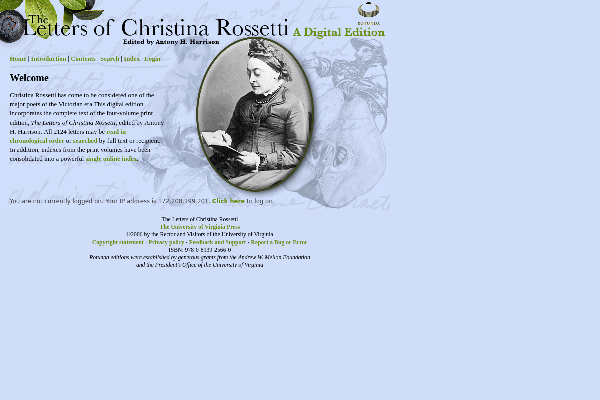 The
Letters of Christina Rossetti A Digital Edition
ROTUNDA
Edited by Antony H. Harrison
Home | Introduction | Contents Search | Index Login
Welcome
Christina Rossetti has come to be considered one of the
major poets of the Victorian era This digital edition
incorporates the complete text of the four-volume print
edition, The Letters of Christina Rossetti, edited by Antony
H. Harrison. All 2124 letters may be read in
chronological order or searched by full text or recipient.
In addition, indexes from the print volumes have been
consolidated into a powerful single online index.
You are not currently logged on. Your IP address is 172.208.199.201. Click here to log on.
The Letters of Christina Rossetti
The University of Virginia Press
©2006 by the Rector and Visitors of the University of Virginia
Copyright statement · Privacy policy · Feedback and Support · Report a Bug or Error
ISBN: 978-0-8139-2566-0
Rotunda editions were established by generous grants from the Andrew W. Mellon Foundation
and the President's Office of the University of Virginia